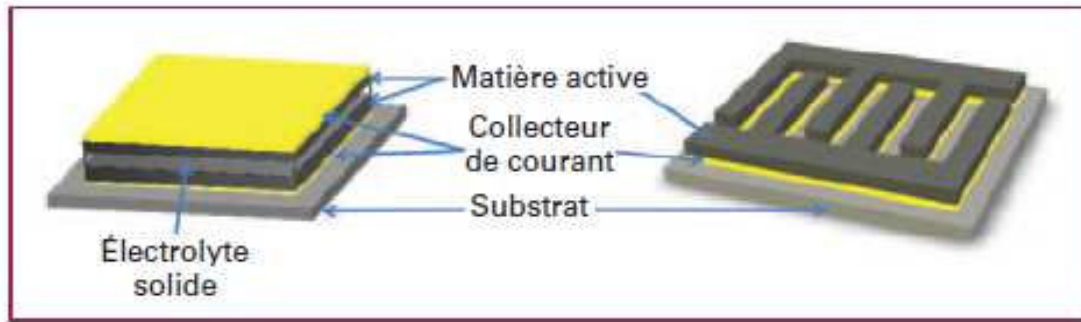 Matière active
Collecteur
de courant
Substrat
Électrolyte
solide